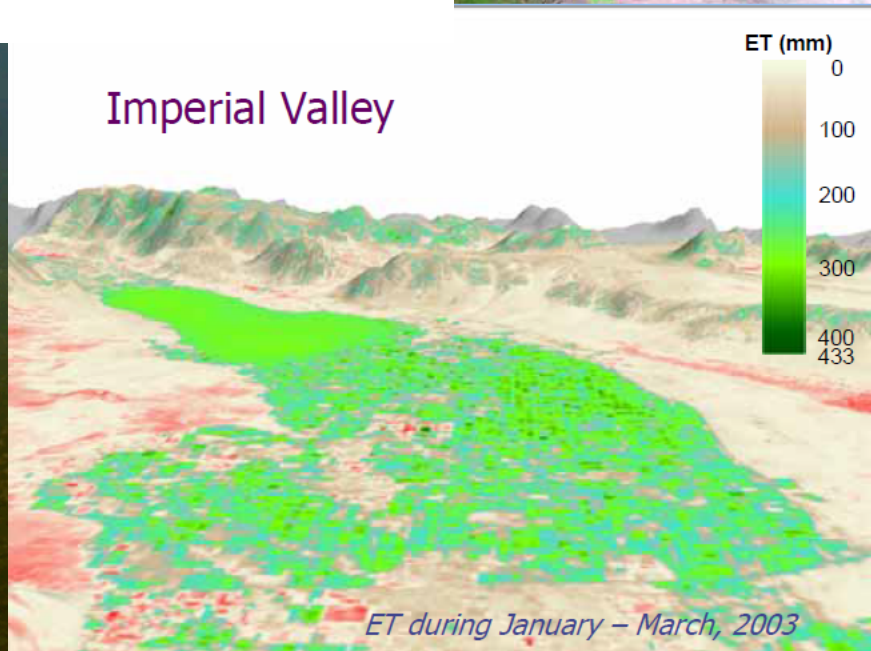 Imperial Valley
ET (mm)
0
100
200
300
400
433
ET during January – March, 2003